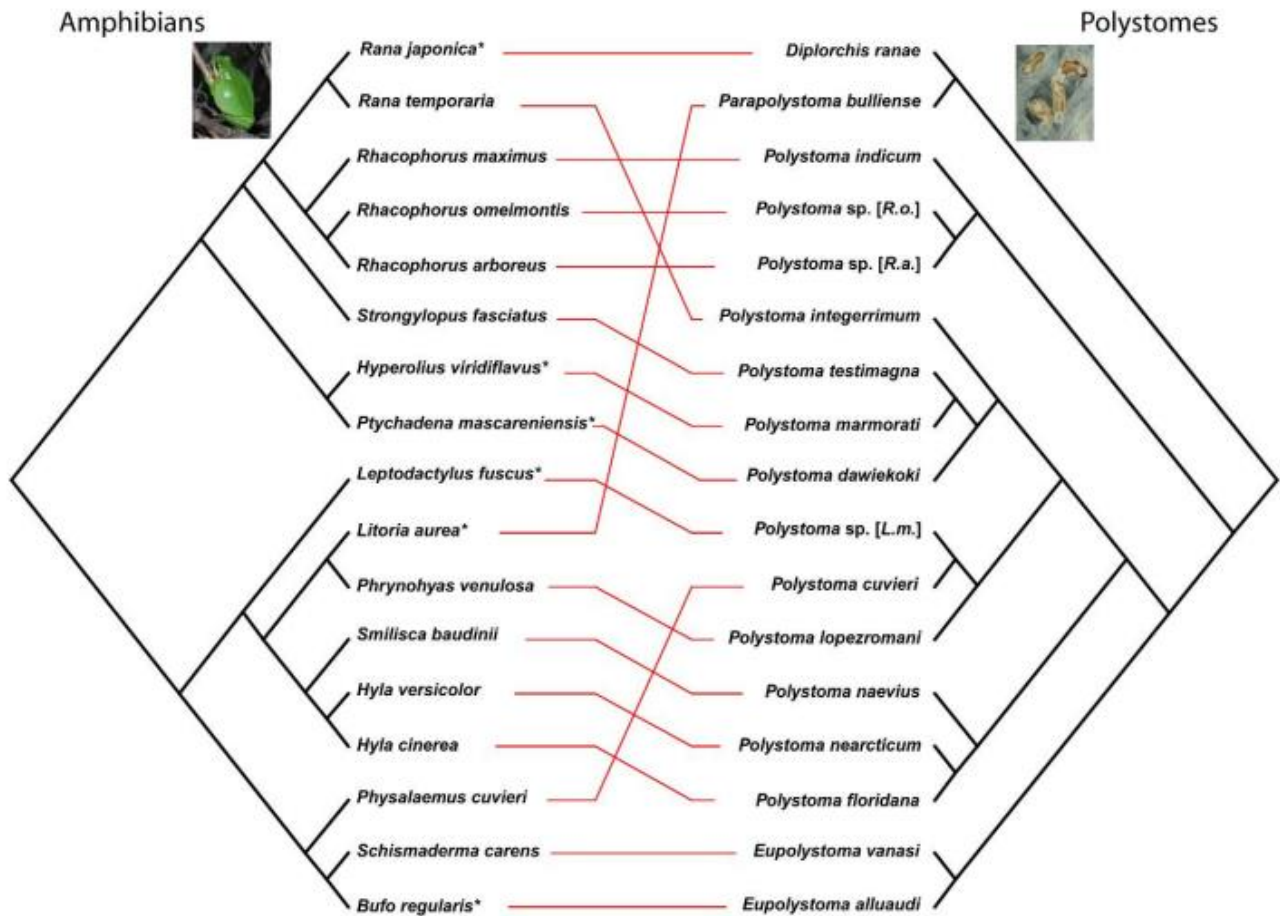 Amphibians Polystomes
Rana japonica* Diplorchis ranae
Rana temporaria Parapolystoma bulliense
Rhacophorus maximus Polystoma indicum
Rhacophorus omeimontis Polystoma sp. [R.o.]
Rhacophorus arboreus Polystoma sp. [R.a.]
Strongylopus fasciatus Polystoma integerrimum
Hyperolius viridiflavus* Polystoma testimagna
Ptychadena mascareniensis* Polystoma marmorati
Leptodactylus fuscus* Polystoma dawiekoki
Litoria aurea* Polystoma sp. [L.m.]
Phrynohyas venulosa Polystoma cuvieri
Smilisca baudinii Polystoma lopezromani
Hyla versicolor Polystoma naevius
Hyla cinerea Polystoma nearcticum
Physalaemus cuvieri Polystoma floridana
Schismaderma carens Eupolystoma vanasi
Bufo regularis* Eupolystoma alluaudi